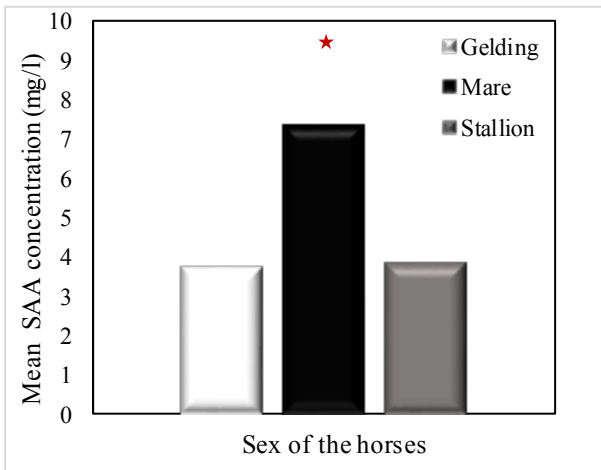 Mean SAA concentration (mg/l)
10
9
8
7
6
5
4
3
2
1
0
Gelding
Mare
Stallion
Sex of the horses